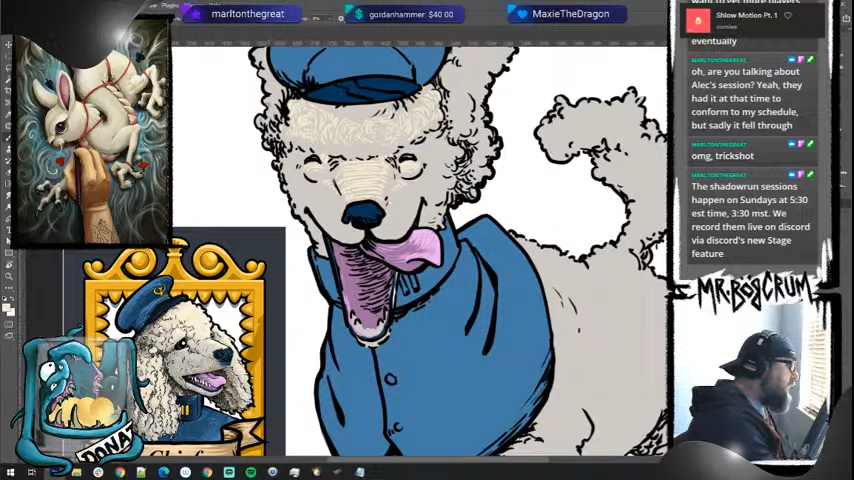 marltonthegreat
gordanhammer: $40.00
MaxieTheDragon
Show Motion Pt. 1
eventually
MARLTONTHEGREAT
oh, are you talking about
Alec's session? Yeah, they
had it at that time to
conform to my schedule,
but sadly it fell through
MARLTONTHEGREAT
omg, trickshot
MARLTONTHEGREAT
The shadowrun sessions
happen on Sundays at 5:30
est time, 3:30 mst. We
record them live on discord
via discord's new Stage
feature
MR.BOGCRUM
DONAT
Chief